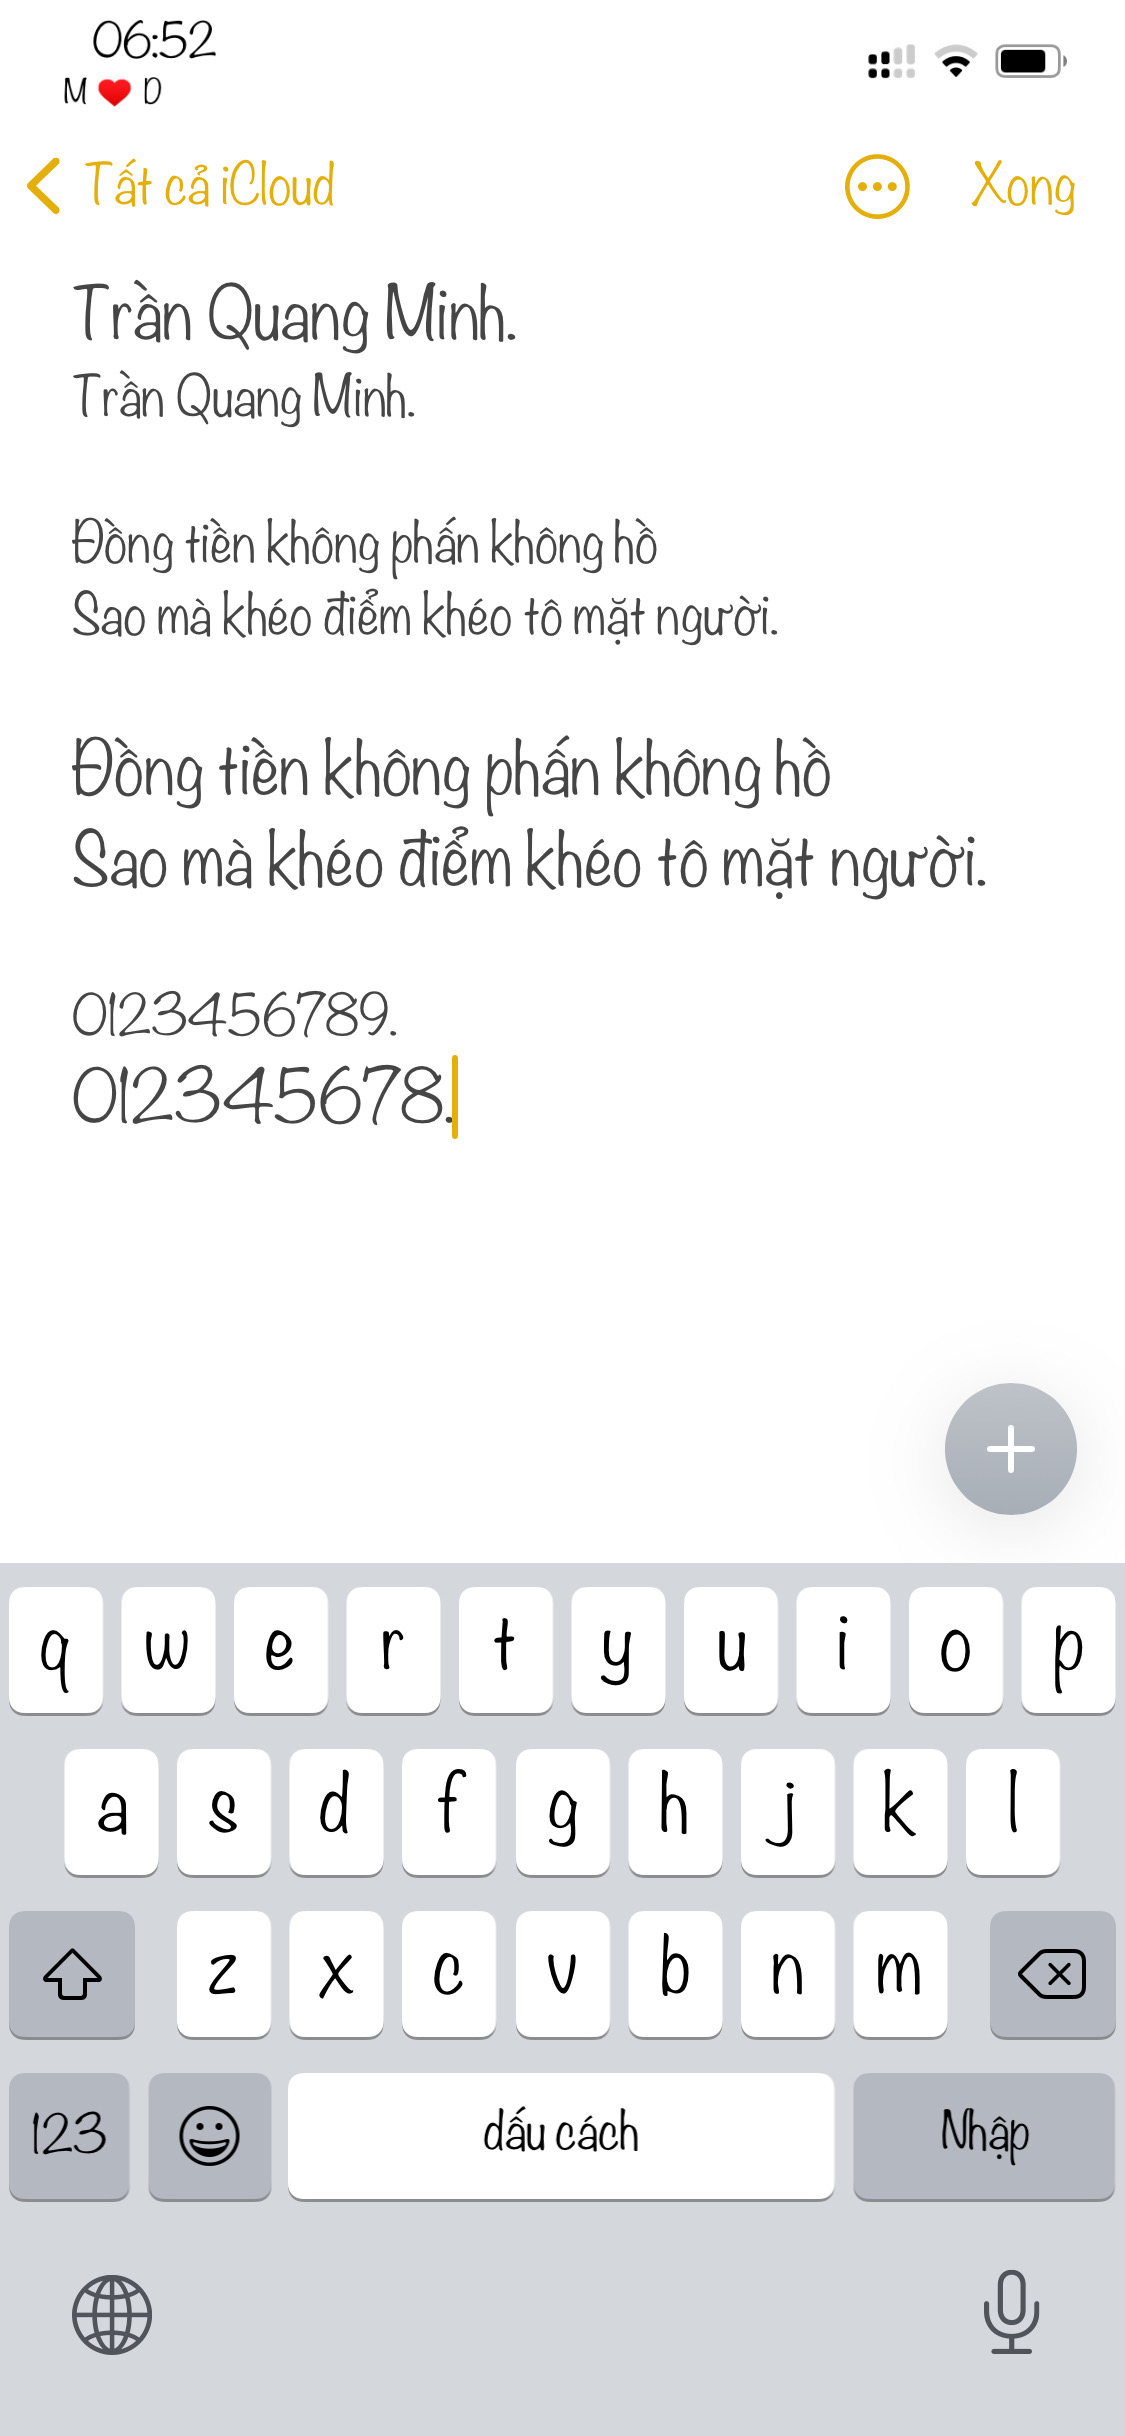 06:52
M ❤️ D
Tất cả iCloud
Xong
Trần Quang Minh.
Trần Quang Minh.
Đồng tiền không phấn không hồ
Sao mà khéo điểm khéo tô mặt người.
Đồng tiền không phấn không hồ
Sao mà khéo điểm khéo tô mặt người.
0123456789.
012345678.
q w e r t y u i o p
a s d f g h j k l
z x c v b n m
123 dấu cách Nhập